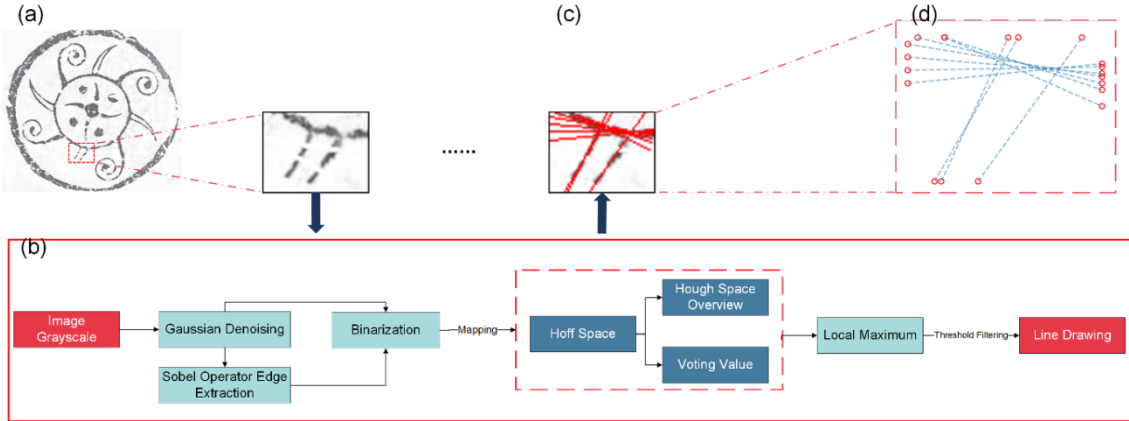 (a)
(c)
(d)
......
(b)
Image
Grayscale
Gaussian Denoising
Sobel Operator Edge
Extraction
Binarization
Mapping
Hoff Space
Hough Space
Overview
Voting Value
Local Maximum
Threshold Filtering
Line Drawing